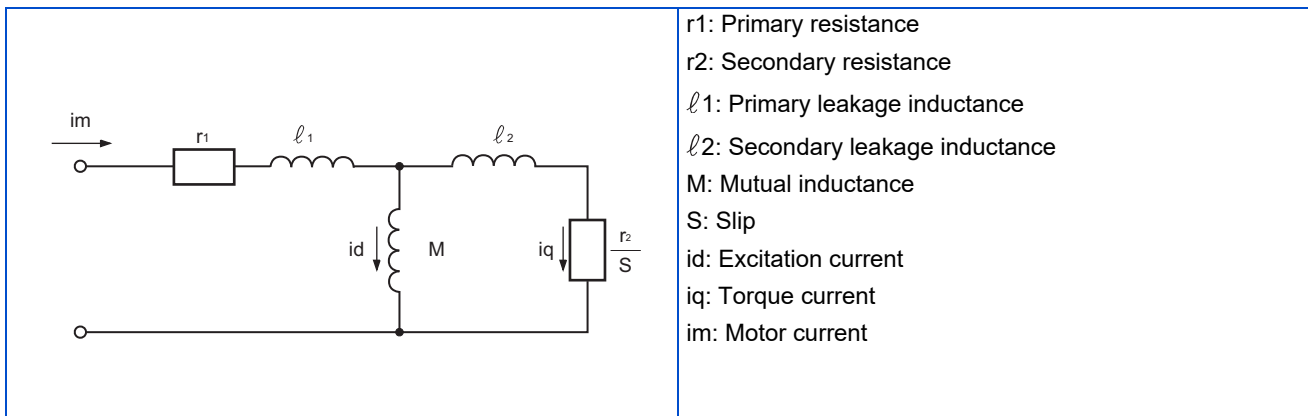 im
r1
ℓ1
ℓ2
id
M
iq
r2
S
r1: Primary resistance
r2: Secondary resistance
ℓ1: Primary leakage inductance
ℓ2: Secondary leakage inductance
M: Mutual inductance
S: Slip
id: Excitation current
iq: Torque current
im: Motor current